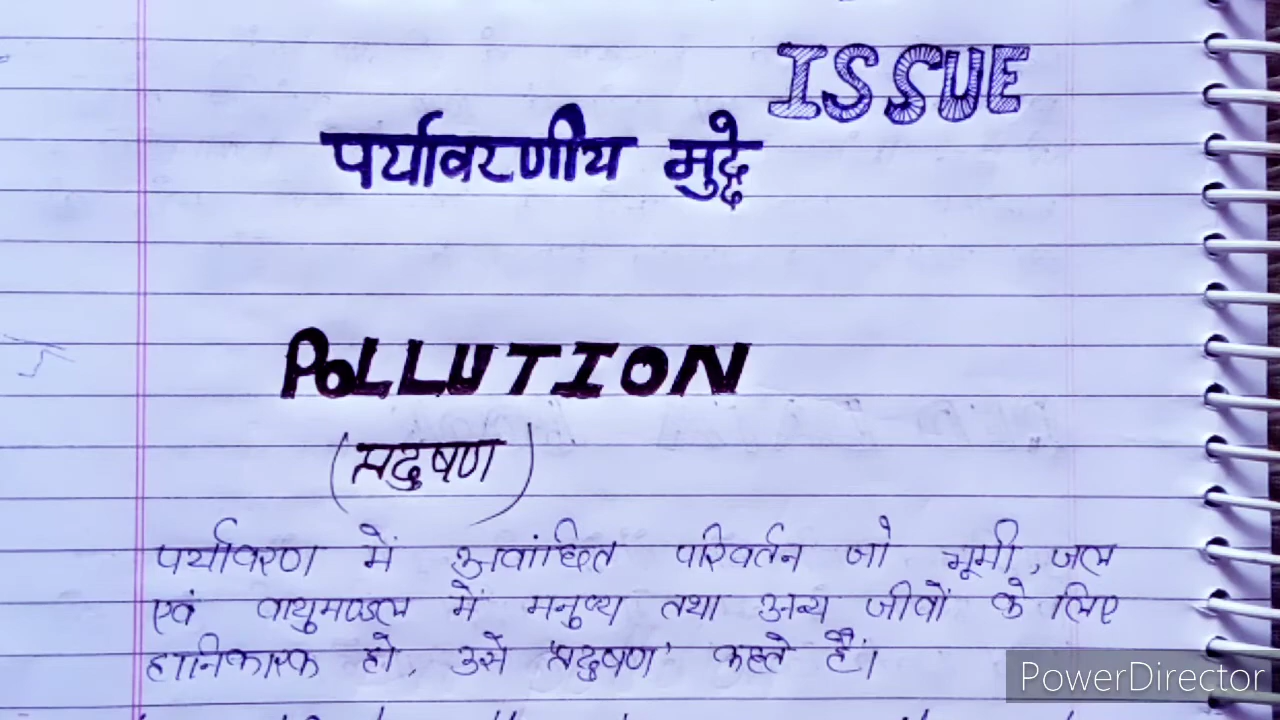 ISSUE
पर्यावरणीय मुद्दे
POLLUTION
(प्रदुषण)
पर्यावरण में अवांछित परिवर्तन जो भूमी, जल
एवं वायुमण्डल में मनुष्य तथा अन्य जीवों के लिए
हानिकारक हो, उसे 'प्रदुषण' कहते हैं।
PowerDirector